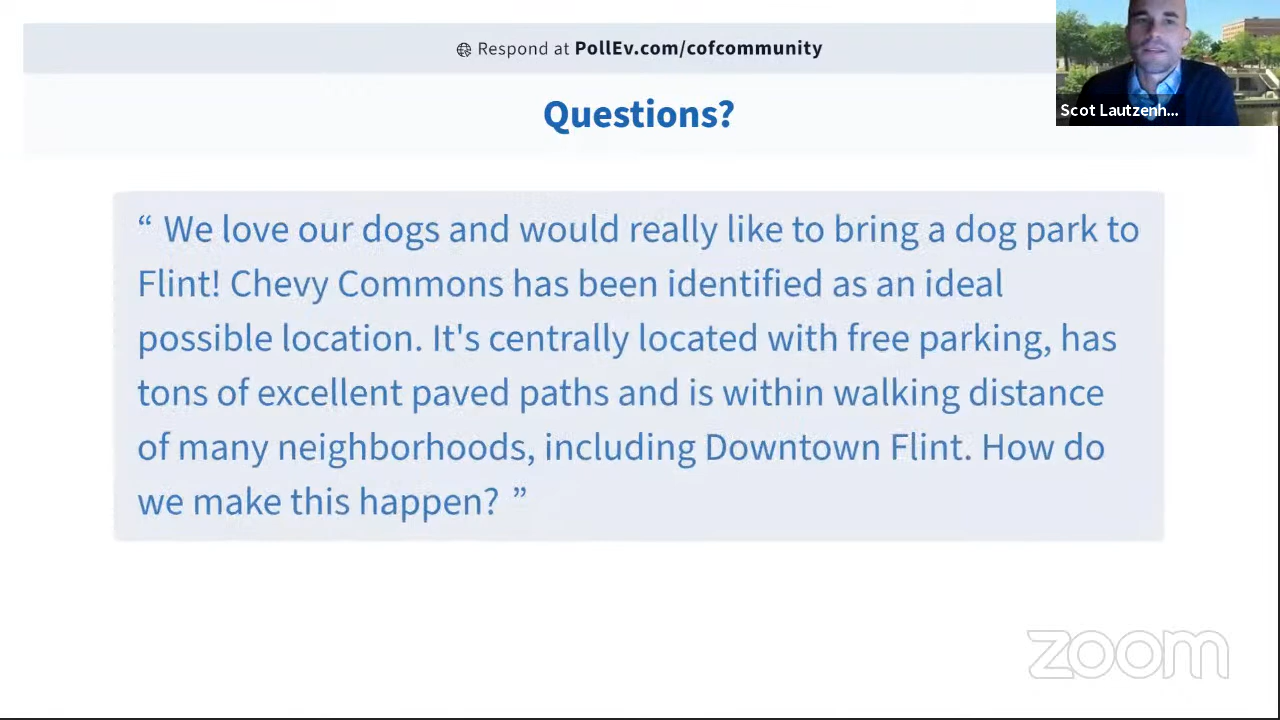 Respond at PollEv.com/cofcommunity
Questions?
Scot Lautzenh...
“ We love our dogs and would really like to bring a dog park to
Flint! Chevy Commons has been identified as an ideal
possible location. It's centrally located with free parking, has
tons of excellent paved paths and is within walking distance
of many neighborhoods, including Downtown Flint. How do
we make this happen? ”
zoom